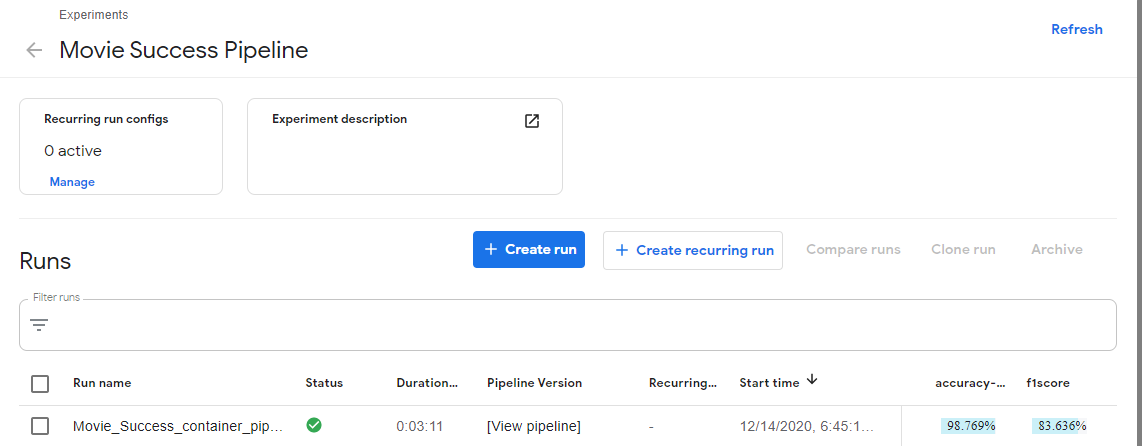 Experiments
Movie Success Pipeline
Refresh
Recurring run configs
0 active
Manage
Experiment description
Runs
+ Create run
+ Create recurring run
Compare runs
Clone run
Archive
Filter runs
Run name Status Duration... Pipeline Version Recurring... Start time accuracy-... f1score
Movie_Success_container_pip... 0:03:11 [View pipeline] - 12/14/2020, 6:45:1... 98.769% 83.636%